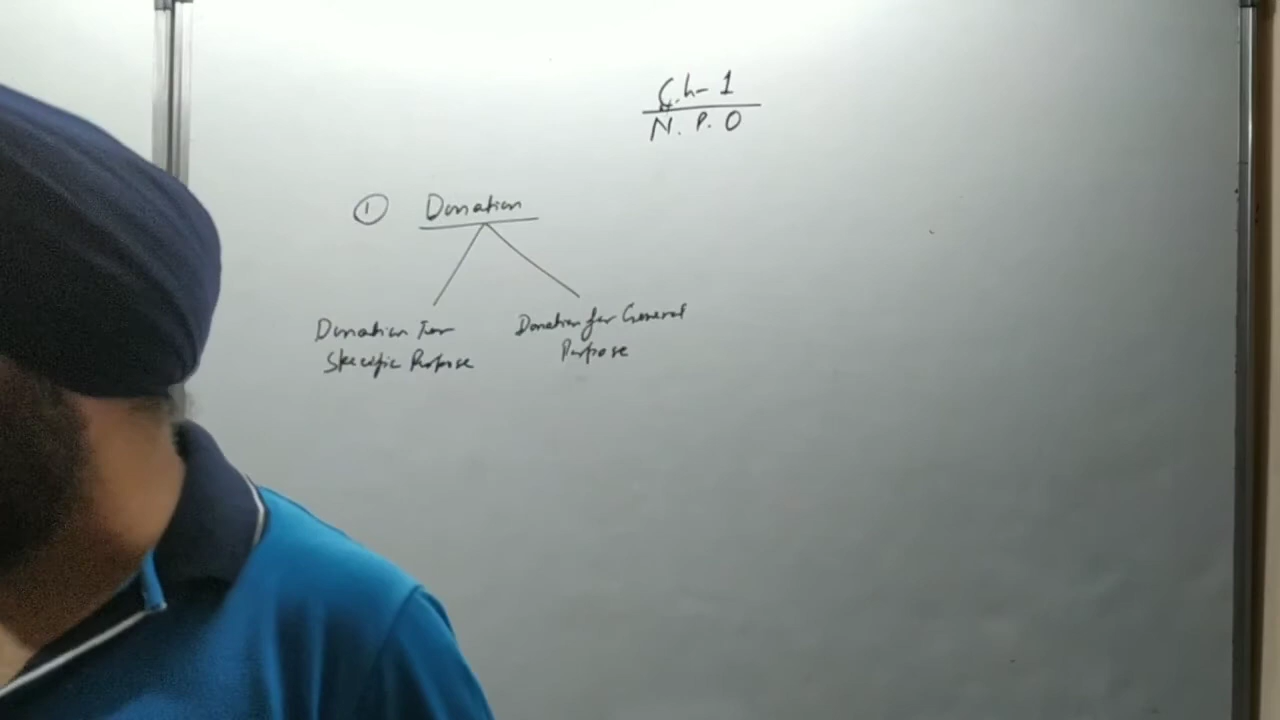 Ch-1
N.P.O
① Donation
Donation For Donation for General
Specific Purpose Purpose